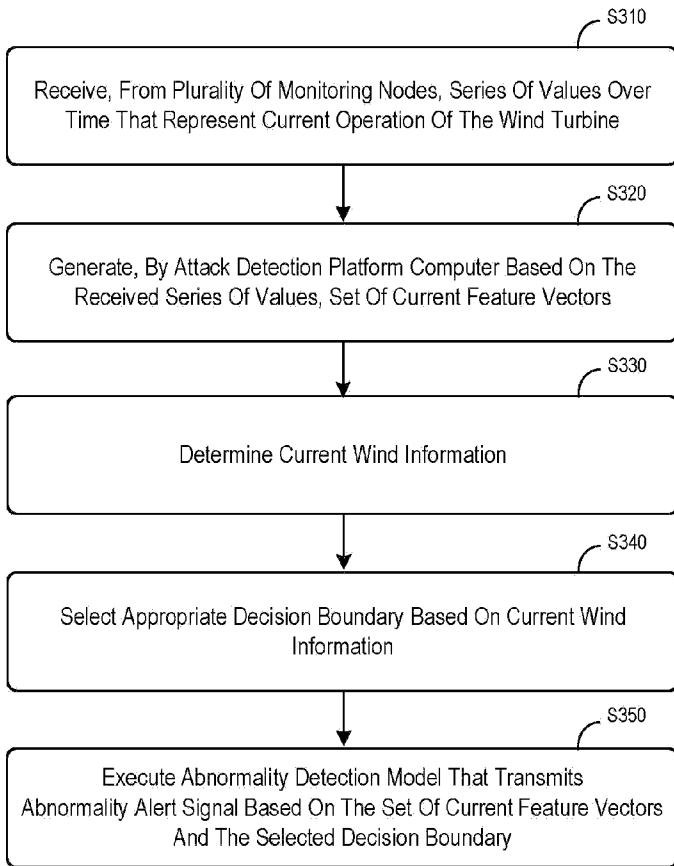 S310
Receive, From Plurality Of Monitoring Nodes, Series Of Values Over
Time That Represent Current Operation Of The Wind Turbine
S320
Generate, By Attack Detection Platform Computer Based On The
Received Series Of Values, Set Of Current Feature Vectors
S330
Determine Current Wind Information
S340
Select Appropriate Decision Boundary Based On Current Wind
Information
S350
Execute Abnormality Detection Model That Transmits
Abnormality Alert Signal Based On The Set Of Current Feature Vectors
And The Selected Decision Boundary